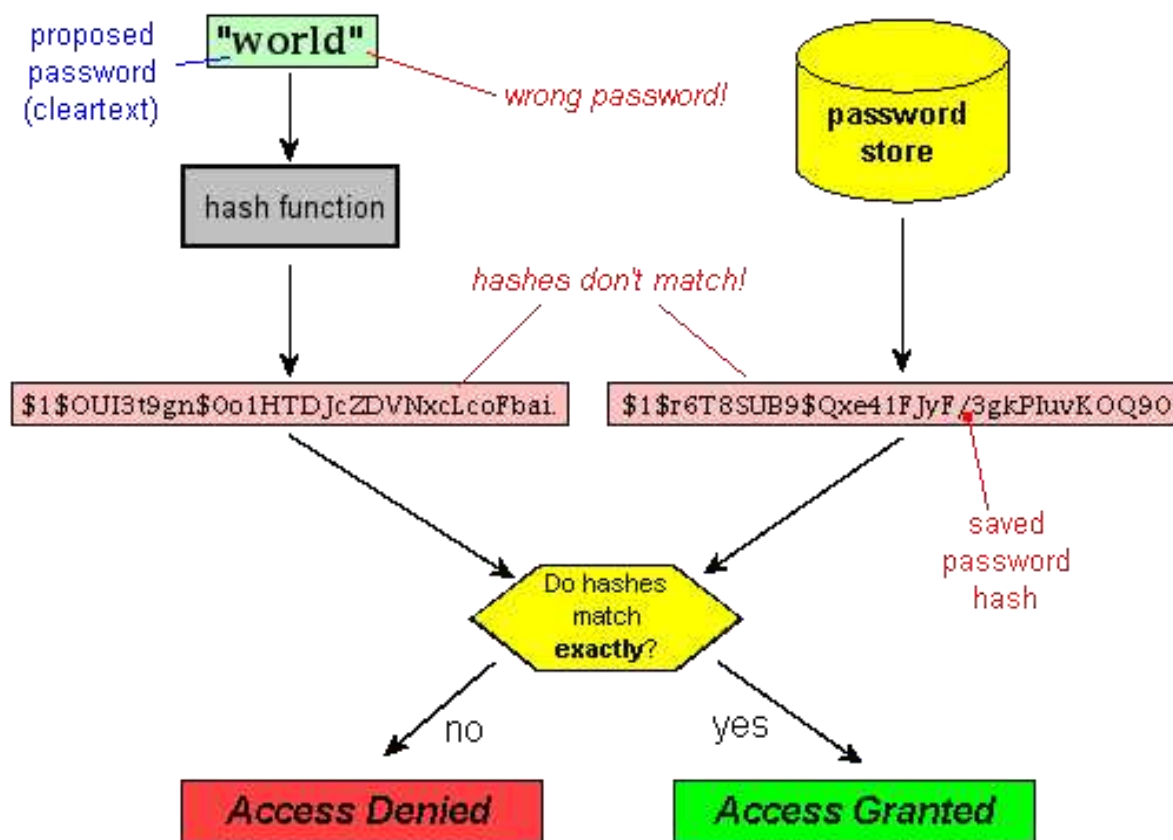 proposed
password
(cleartext)
"world"
wrong password!
password
store
hash function
hashes don't match!
$1$OUI3t9gn$0o1HTDJcZDVNxcLcoFbai.
$1$r6T8SUB9$Qxe41FJyF/3gkPIuvKOQ90
saved
password
hash
Do hashes
match
exactly?
no
yes
Access Denied
Access Granted